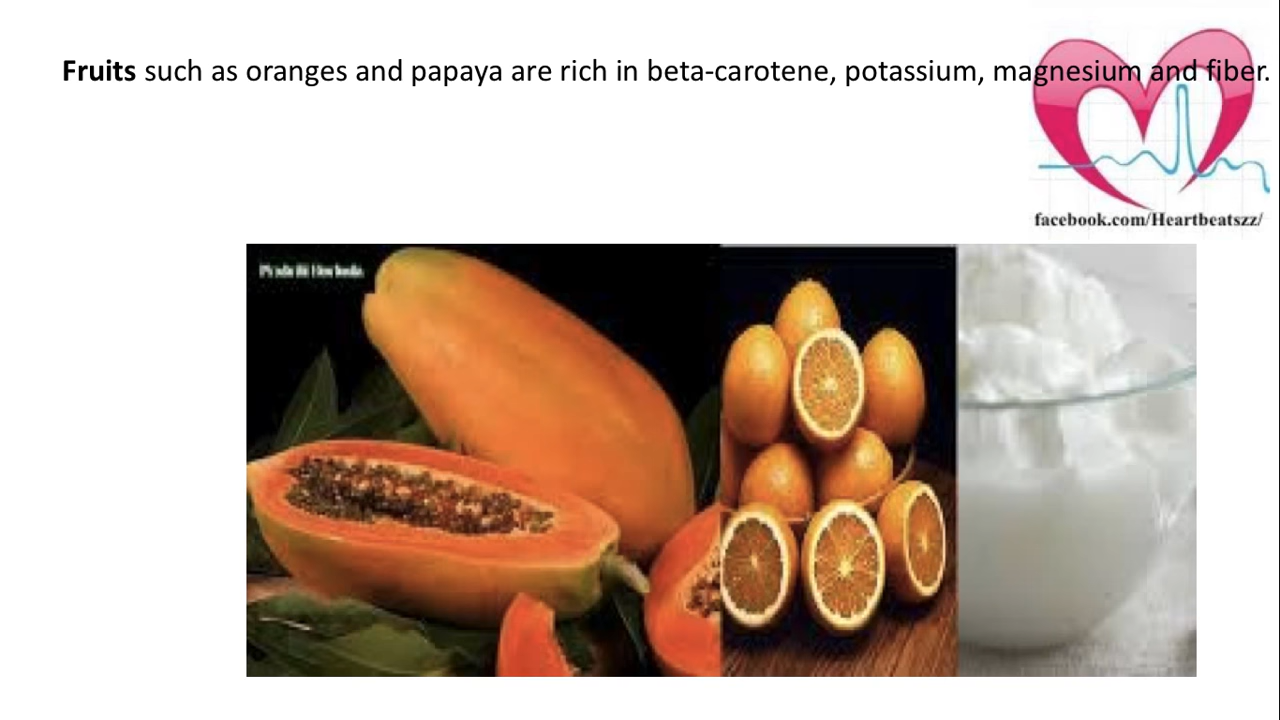 Fruits such as oranges and papaya are rich in beta-carotene, potassium, magnesium and fiber.
facebook.com/Heartbeatszz/